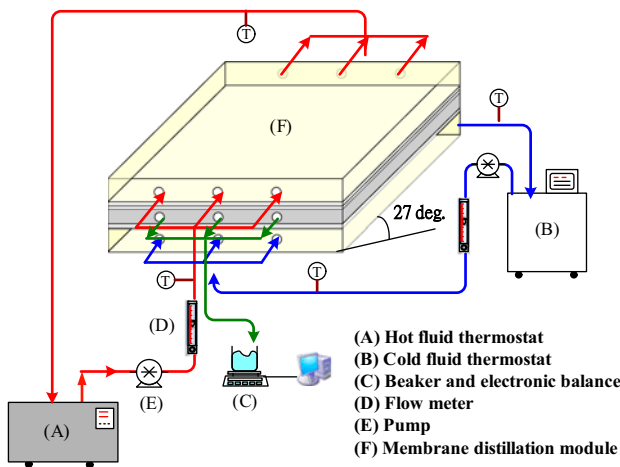 T
(F)
T
27 deg.
(B)
T
T
(D)
(E)
(C)
(A)
(A) Hot fluid thermostat
(B) Cold fluid thermostat
(C) Beaker and electronic balance
(D) Flow meter
(E) Pump
(F) Membrane distillation module